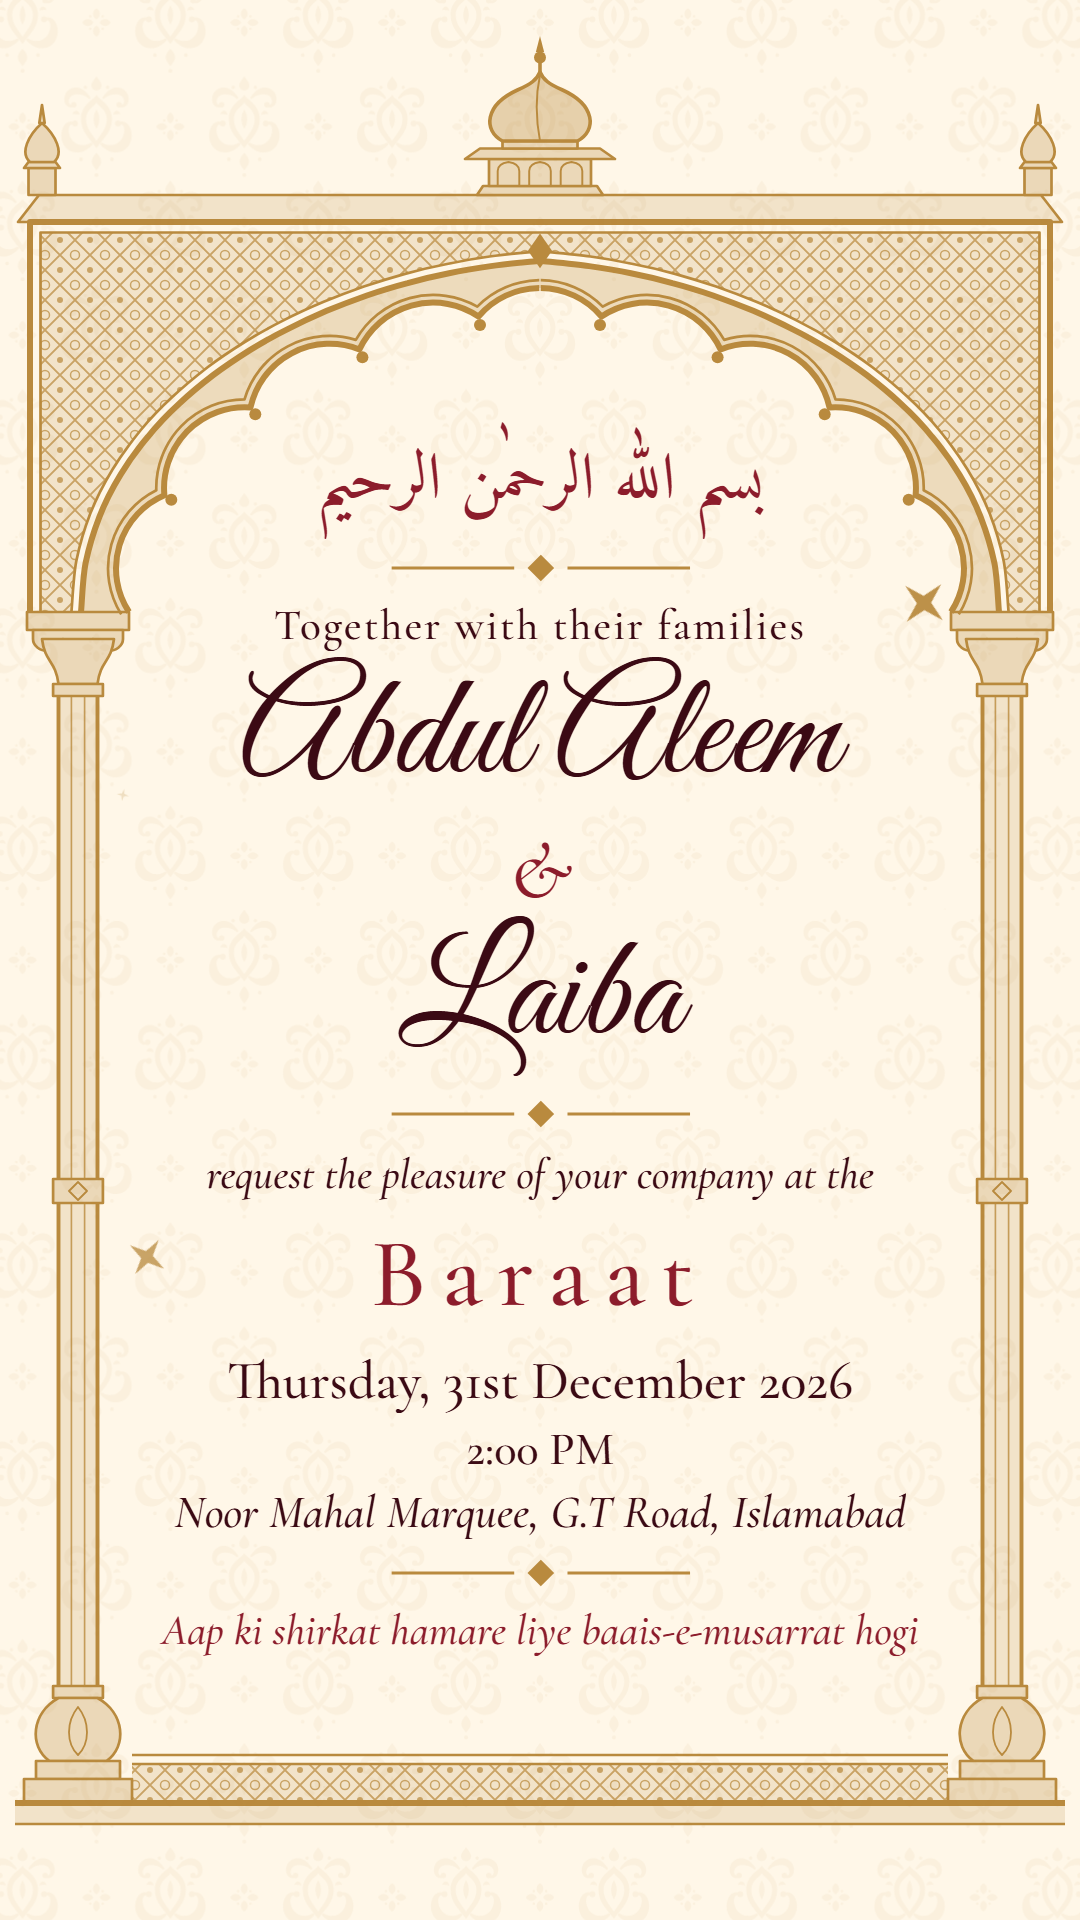 بسم الله الرحمٰن الرحيم
Together with their families
Abdul Aleem
&
Laiba
request the pleasure of your company at the
Baraat
Thursday, 31st December 2026
2:00 PM
Noor Mahal Marquee, G.T Road, Islamabad
Aap ki shirkat hamare liye baais-e-musarrat hogi